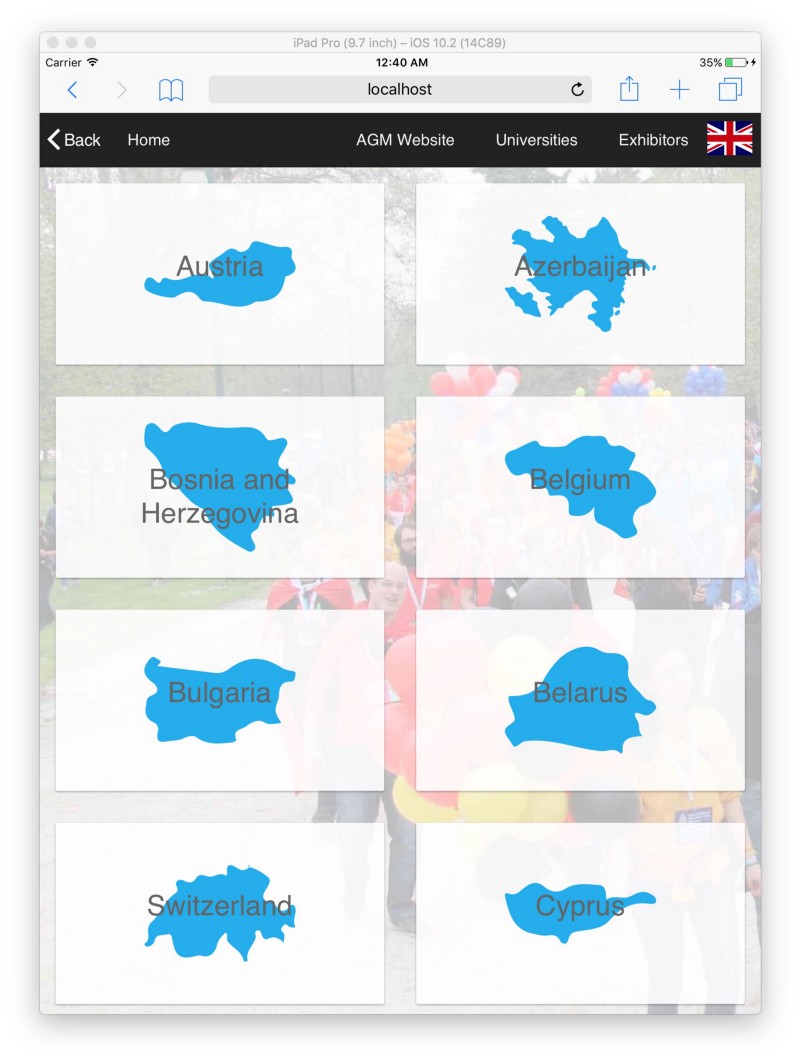 iPad Pro (9.7 inch) – iOS 10.2 (14C89)
Carrier 12:40 AM 35%
localhost
Back Home AGM Website Universities Exhibitors
Austria
Azerbaijan
Bosnia and
Herzegovina
Belgium
Bulgaria
Belarus
Switzerland
Cyprus